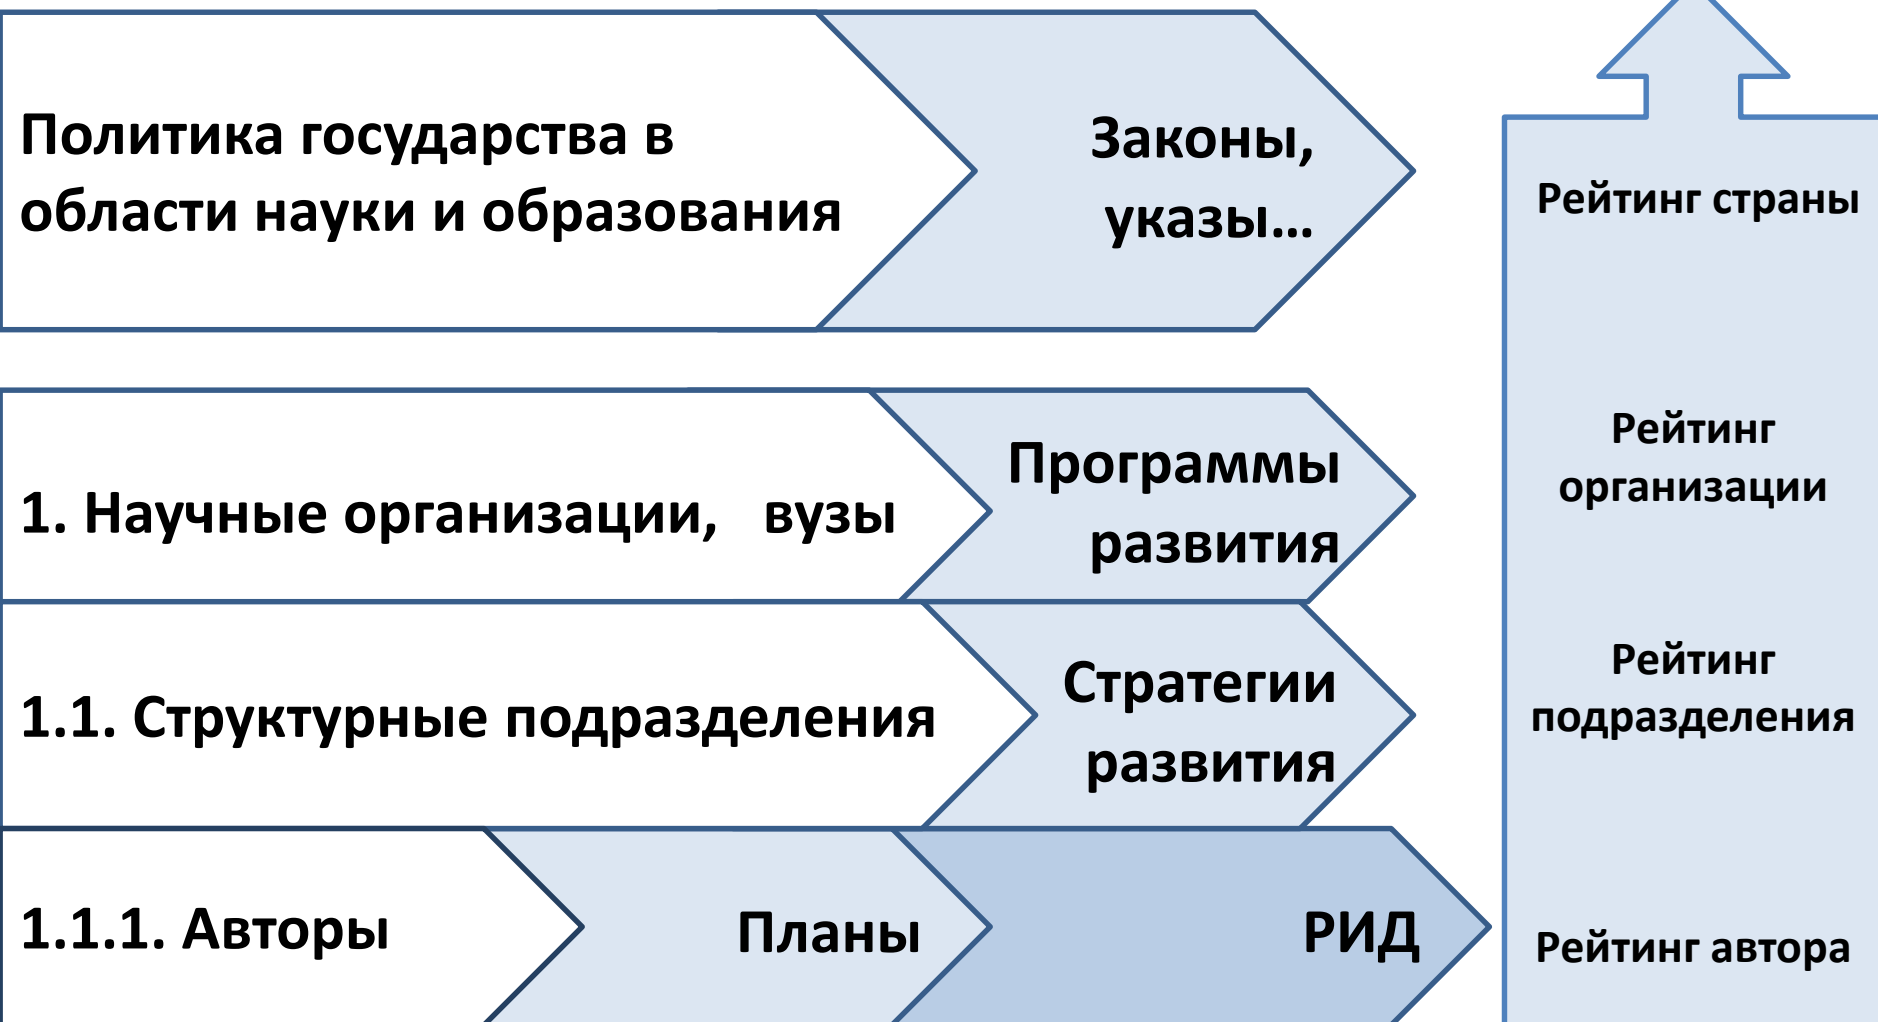 Политика государства в
области науки и образования
Законы,
указы...
Рейтинг страны
1. Научные организации, вузы
Программы
развития
Рейтинг
организации
1.1. Структурные подразделения
Стратегии
развития
Рейтинг
подразделения
1.1.1. Авторы
Планы
РИД
Рейтинг автора